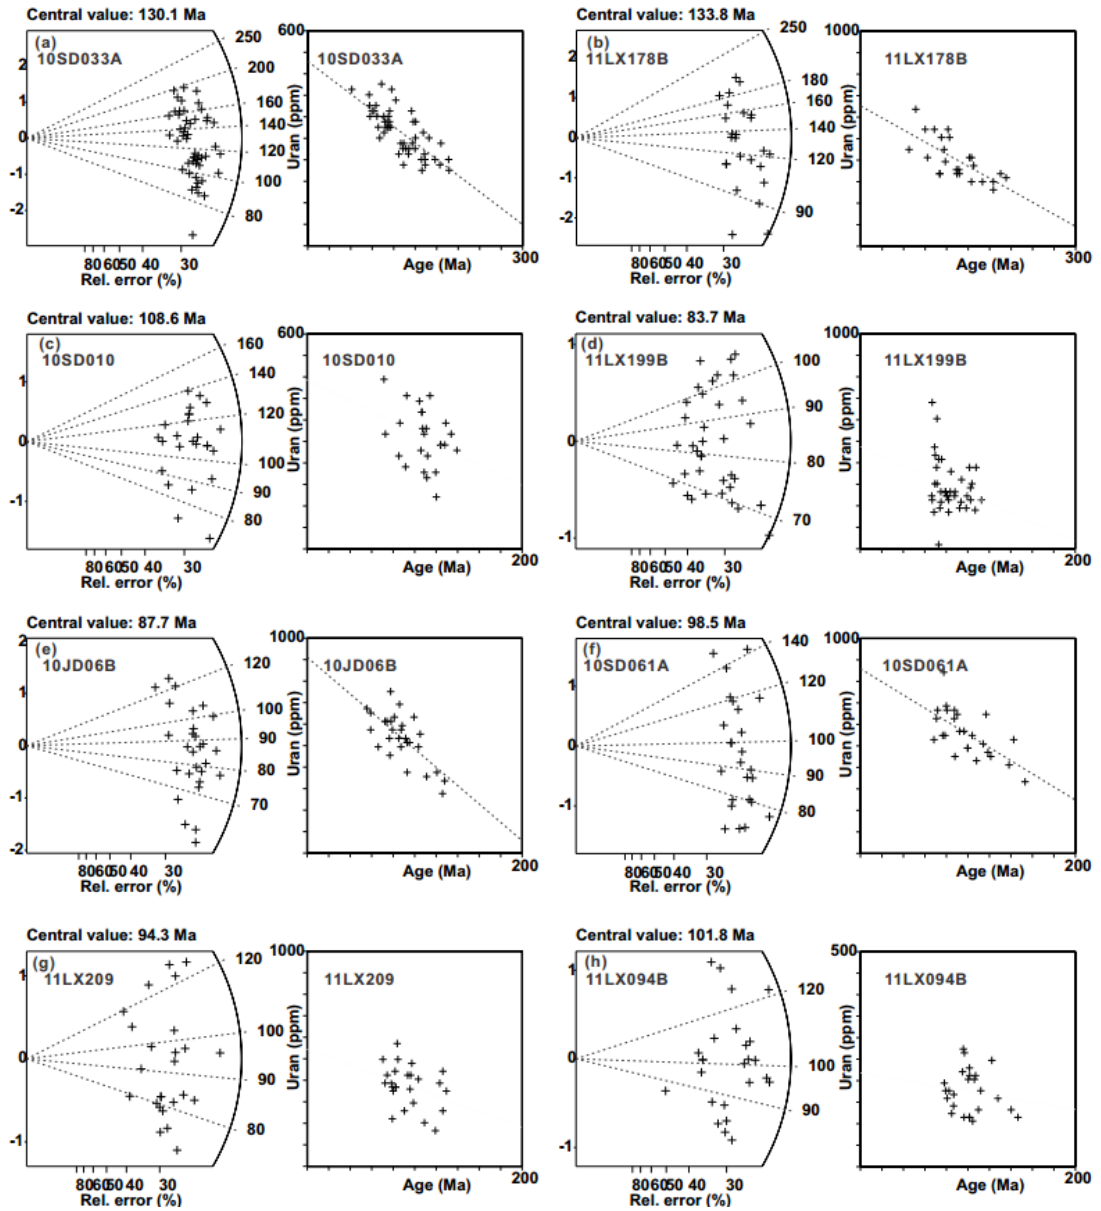 Central value: 130.1 Ma
(a)
10SD033A
2
1
0
-1
-2
250
200
160
140
120
100
80
80 60 50 40 30
Rel. error (%)
600
Uran (ppm)
10SD033A
Age (Ma)
300
Central value: 133.8 Ma
(b)
11LX178B
2
1
0
-1
-2
250
180
160
140
120
90
80 60 50 40 30
Rel. error (%)
Uran (ppm)
11LX178B
Age (Ma)
300
Central value: 108.6 Ma
(c)
10SD010
1
0
-1
160
140
120
100
90
80
80 60 50 40 30
Rel. error (%)
600
Uran (ppm)
10SD010
Age (Ma)
200
Central value: 83.7 Ma
(d)
11LX199B
1
0
-1
100
90
80
70
80 60 50 40 30
Rel. error (%)
1000
Uran (ppm)
11LX199B
Age (Ma)
200
Central value: 87.7 Ma
(e)
10JD06B
2
1
0
-1
-2
120
100
90
80
70
80 60 50 40 30
Rel. error (%)
1000
Uran (ppm)
10JD06B
Age (Ma)
200
Central value: 98.5 Ma
(f)
10SD061A
1
0
-1
140
120
100
90
80
80 60 50 40 30
Rel. error (%)
1000
Uran (ppm)
10SD061A
Age (Ma)
200
Central value: 94.3 Ma
(g)
11LX209
1
0
-1
120
100
90
80
80 60 50 40 30
Rel. error (%)
1000
Uran (ppm)
11LX209
Age (Ma)
200
Central value: 101.8 Ma
(h)
11LX094B
1
0
-1
120
100
90
80 60 50 40 30
Rel. error (%)
500
Uran (ppm)
11LX094B
Age (Ma)
200